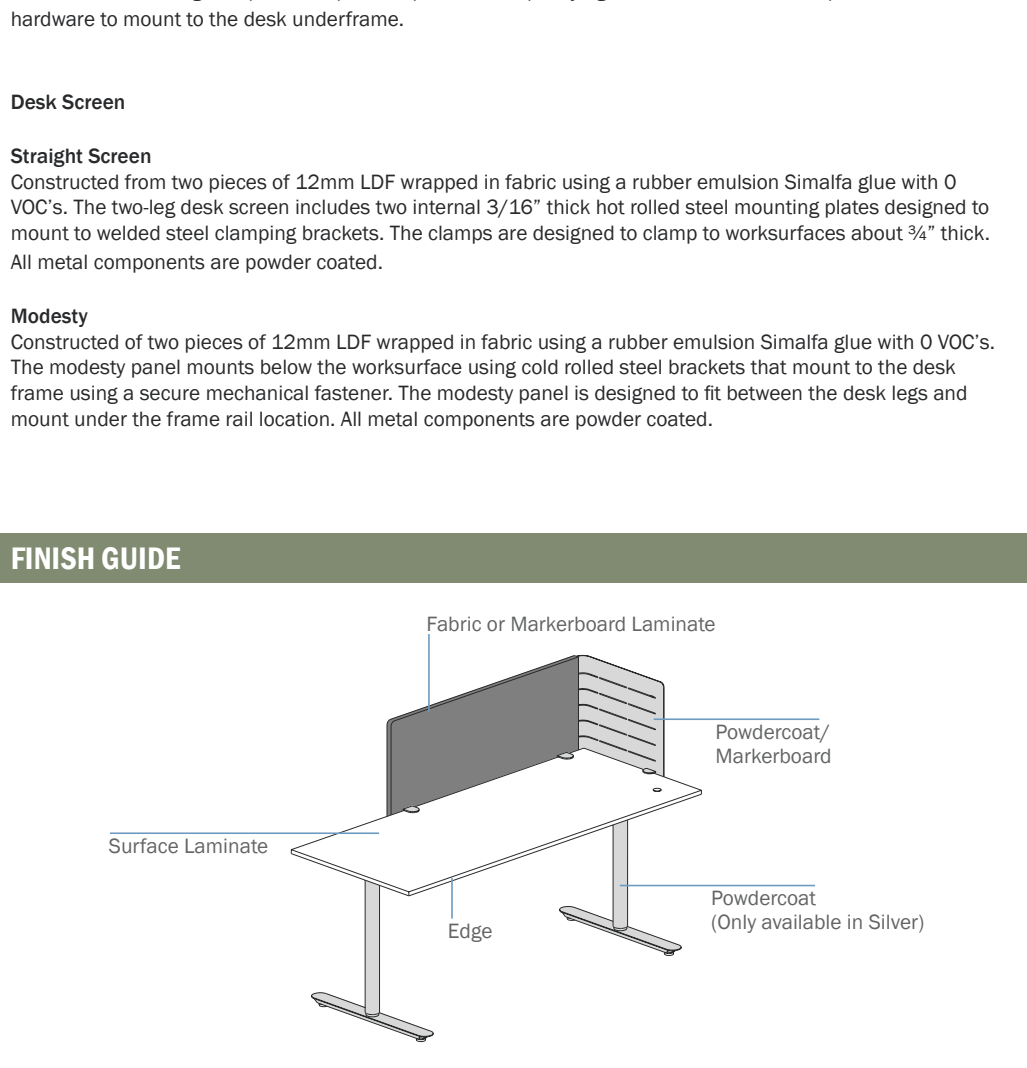 hardware to mount to the desk underframe.
Desk Screen
Straight Screen
Constructed from two pieces of 12mm LDF wrapped in fabric using a rubber emulsion Simalfa glue with 0
VOC's. The two-leg desk screen includes two internal 3/16” thick hot rolled steel mounting plates designed to
mount to welded steel clamping brackets. The clamps are designed to clamp to worksurfaces about ¾” thick.
All metal components are powder coated.
Modesty
Constructed of two pieces of 12mm LDF wrapped in fabric using a rubber emulsion Simalfa glue with 0 VOC's.
The modesty panel mounts below the worksurface using cold rolled steel brackets that mount to the desk
frame using a secure mechanical fastener. The modesty panel is designed to fit between the desk legs and
mount under the frame rail location. All metal components are powder coated.
FINISH GUIDE
Fabric or Markerboard Laminate
Powdercoat/
Markerboard
Surface Laminate
Powdercoat
(Only available in Silver)
Edge